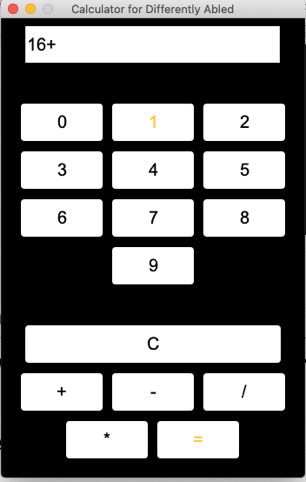 Calculator for Differently Abled
16+
0 1 2
3 4 5
6 7 8
9
C
+ - /
* =